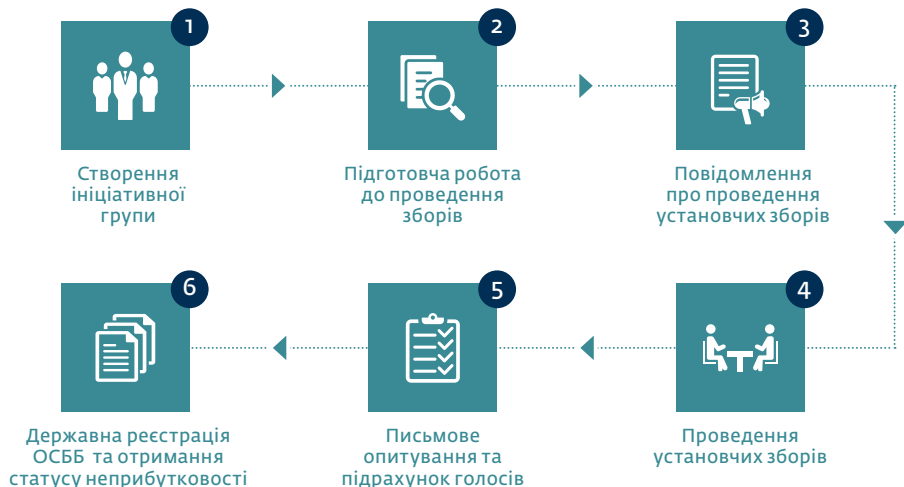 1
Створення
ініціативної
групи
2
Підготовча робота
до проведення
зборів
3
Повідомлення
про проведення
установчих зборів
4
Проведення
установчих зборів
5
Письмове
опитування та
підрахунок голосів
6
Державна реєстрація
ОСББ та отримання
статусу неприбутковості